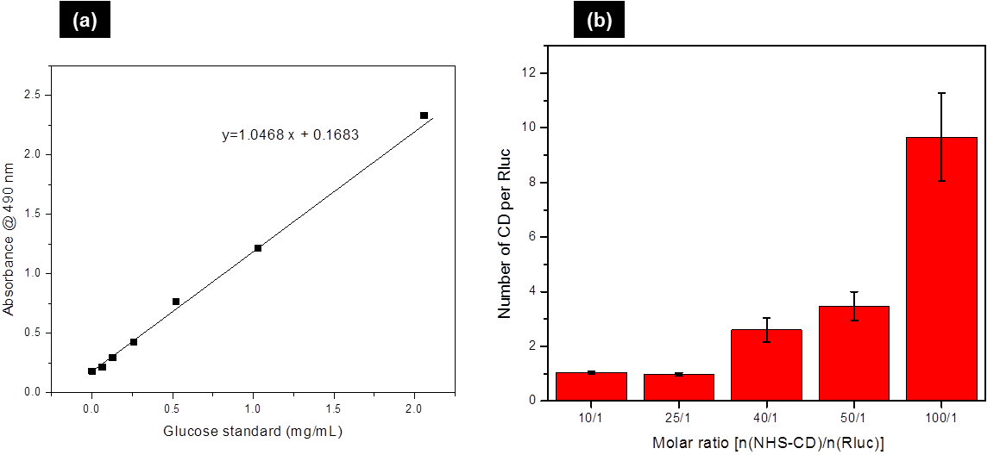 (a)
2.5
2.0
1.5
1.0
0.5
0.0
Absorbance @ 490 nm
y=1.0468 x + 0.1683
0.0 0.5 1.0 1.5 2.0
Glucose standard (mg/mL)
(b)
12
10
8
6
4
2
0
Number of CD per Rluc
10/1 25/1 40/1 50/1 100/1
Molar ratio [n(NHS-CD)/n(Rluc)]